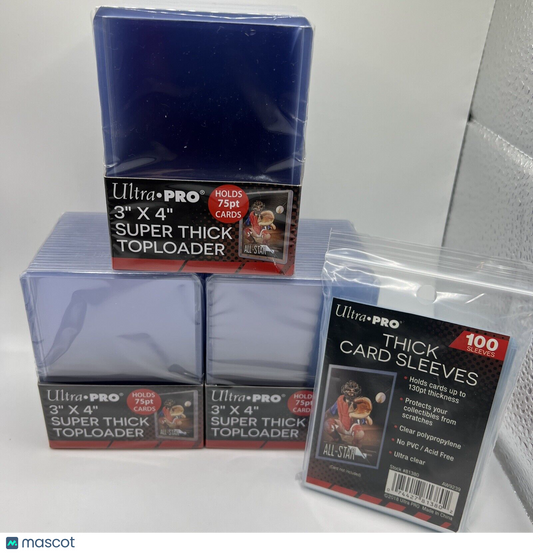 Ultra•PRO®
HOLDS
75pt
CARDS
3" X 4"
SUPER THICK
TOPLOADER
ALL-STAR
Ultra•PRO®
HOLDS
75pt
CARDS
3" X 4"
SUPER THICK
TOPLOADER
Ultra•PRO®
HOLDS
75pt
3" X 4"
SUPER THICK
TOPLOADER
Ultra•PRO®
100
SLEEVES
THICK
CARD SLEEVES
• Holds cards up to
130pt thickness
• Protects your
collectibles from
scratches
• Clear polypropylene
• No PVC / Acid Free
• Ultra clear
ALL-STAR
Stock #81380
mascot